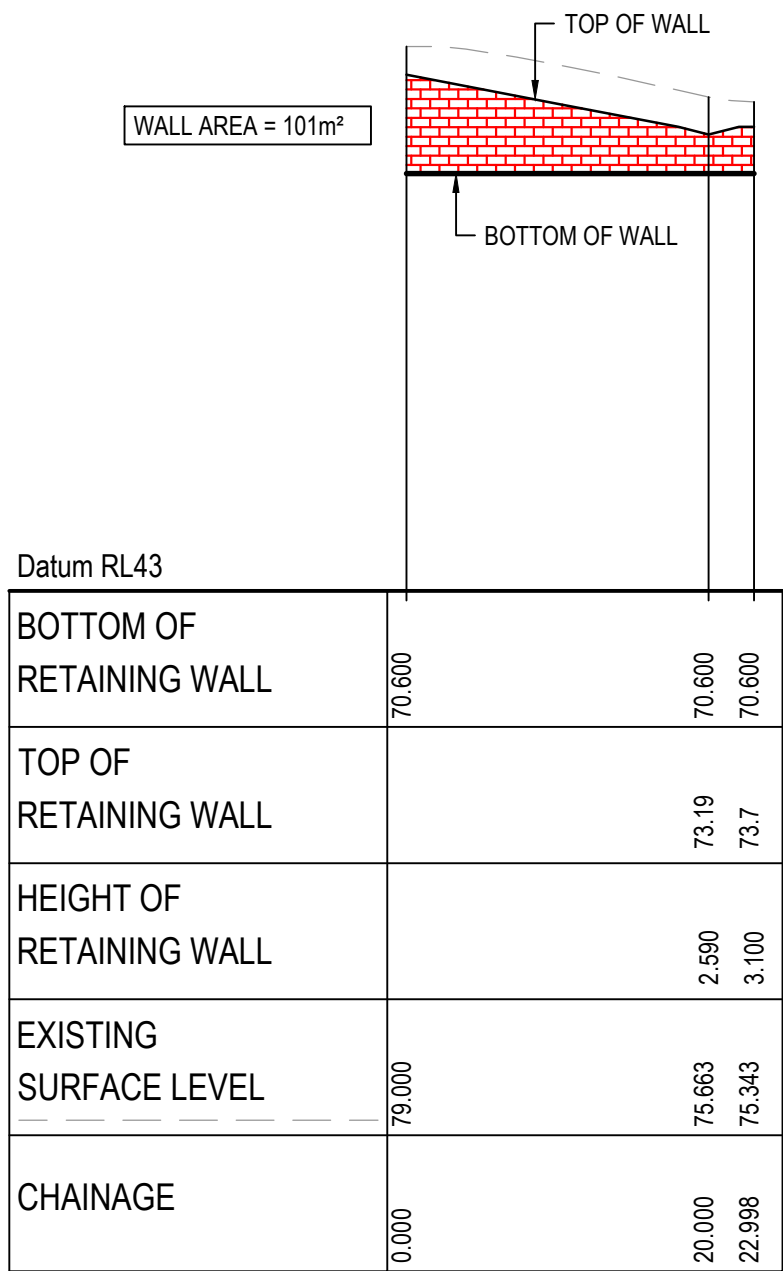 TOP OF WALL
WALL AREA = 101m²
BOTTOM OF WALL
Datum RL43
BOTTOM OF
RETAINING WALL
70.600
70.600
70.600
TOP OF
RETAINING WALL
73.19
73.7
HEIGHT OF
RETAINING WALL
2.590
3.100
EXISTING
SURFACE LEVEL
79.000
75.663
75.343
CHAINAGE
0.000
20.000
22.998